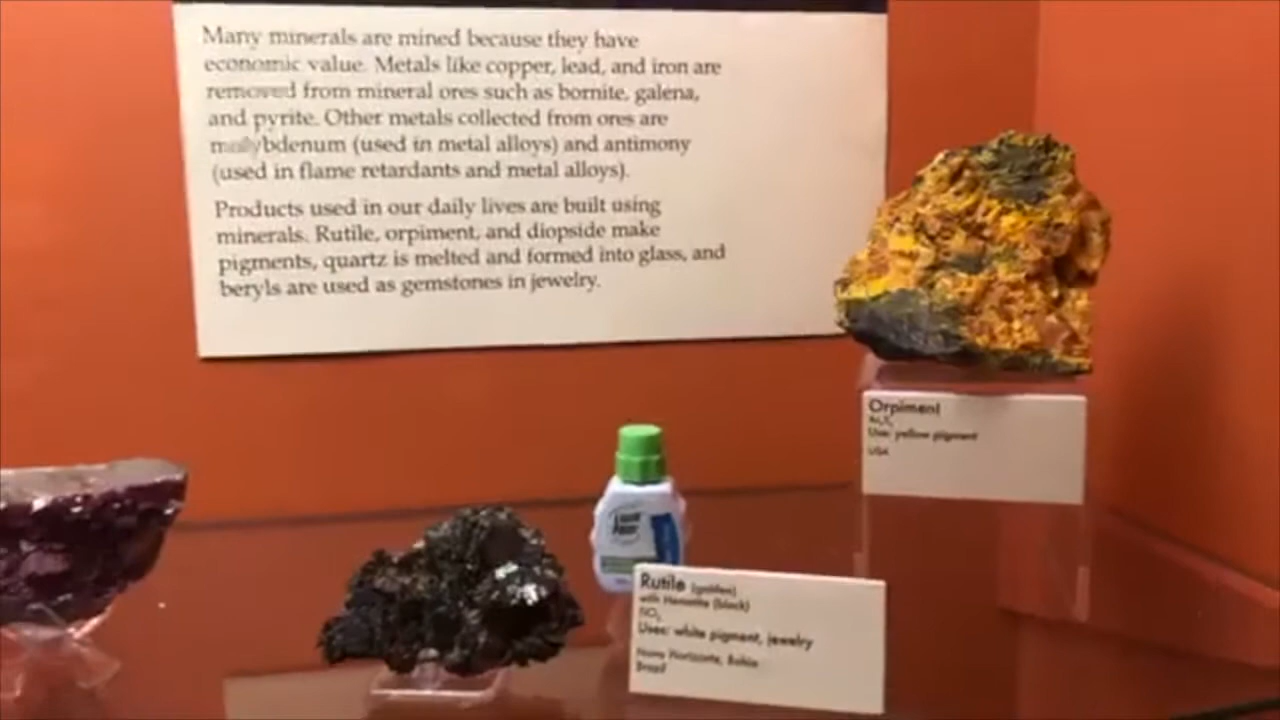 Many minerals are mined because they have
economic value. Metals like copper, lead, and iron are
removed from mineral ores such as bornite, galena,
and pyrite. Other metals collected from ores are
molybdenum (used in metal alloys) and antimony
(used in flame retardants and metal alloys).
Products used in our daily lives are built using
minerals. Rutile, orpiment, and diopside make
pigments, quartz is melted and formed into glass, and
beryls are used as gemstones in jewelry.
Orpiment
Use: yellow pigment
USA
Rutile (golden)
with Hematite (black)
Uses: white pigment, jewelry
Horizonte, Bahia
Brazil